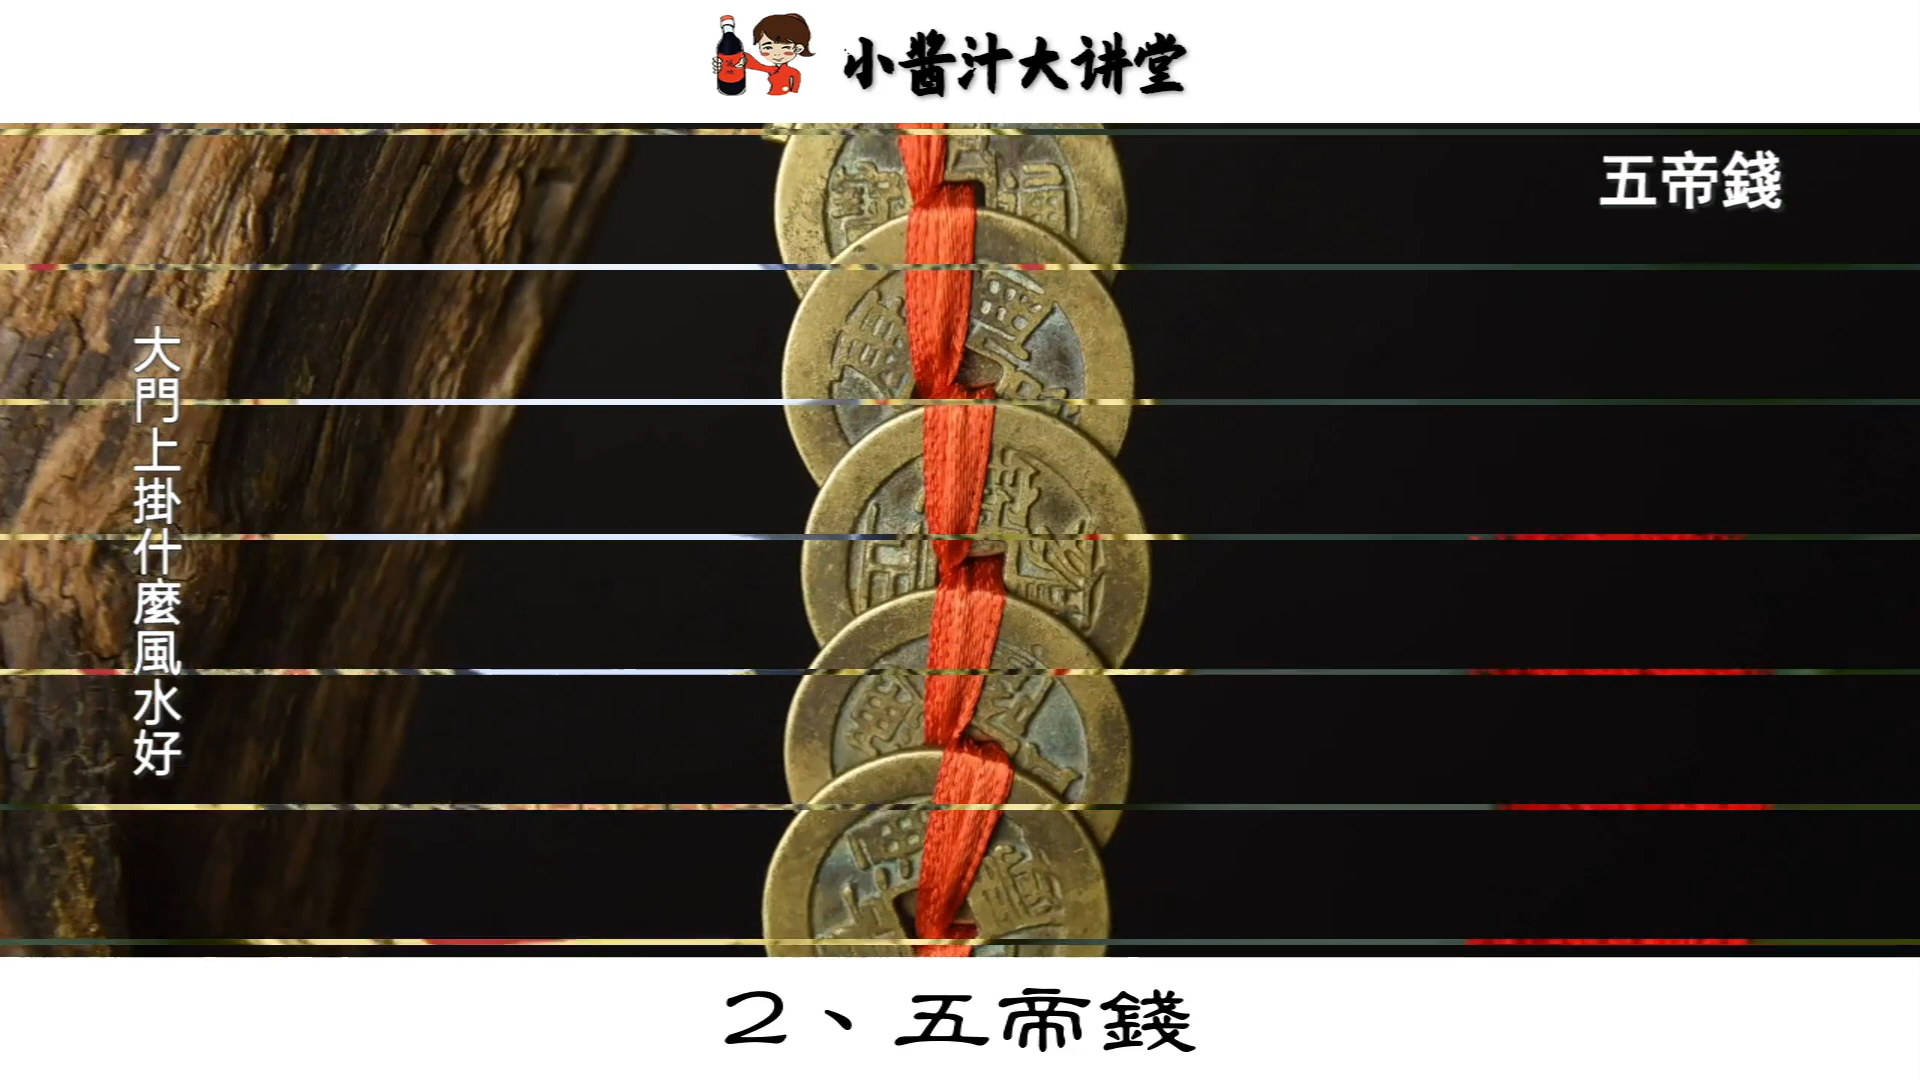 小酱汁大讲堂
五帝錢
大門上掛什麼風水好
2、五帝錢